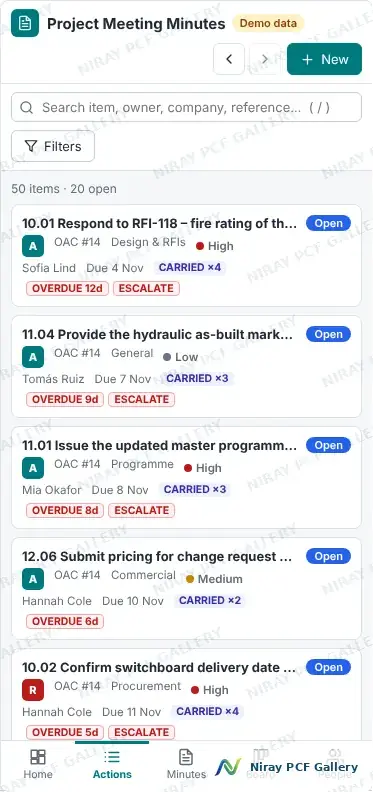 Project Meeting Minutes Demo data
+ New
Search item, owner, company, reference... ( / )
Filters
50 items · 20 open
10.01 Respond to RFI-118 – fire rating of th... Open
A OAC #14 Design & RFIs High
Sofia Lind Due 4 Nov CARRIED ×4
OVERDUE 12d ESCALATE
11.04 Provide the hydraulic as-built mark... Open
A OAC #14 General Low
Tomás Ruiz Due 7 Nov CARRIED ×3
OVERDUE 9d ESCALATE
11.01 Issue the updated master programm... Open
A OAC #14 Programme High
Mia Okafor Due 8 Nov CARRIED ×3
OVERDUE 8d ESCALATE
12.06 Submit pricing for change request ... Open
A OAC #14 Commercial Medium
Hannah Cole Due 10 Nov CARRIED ×2
OVERDUE 6d
10.02 Confirm switchboard delivery date ... Open
R OAC #14 Procurement High
Hannah Cole Due 11 Nov CARRIED ×4
OVERDUE 5d ESCALATE
Home Actions Minutes Board People
Niray PCF Gallery
NIRAY PCF GALLERY